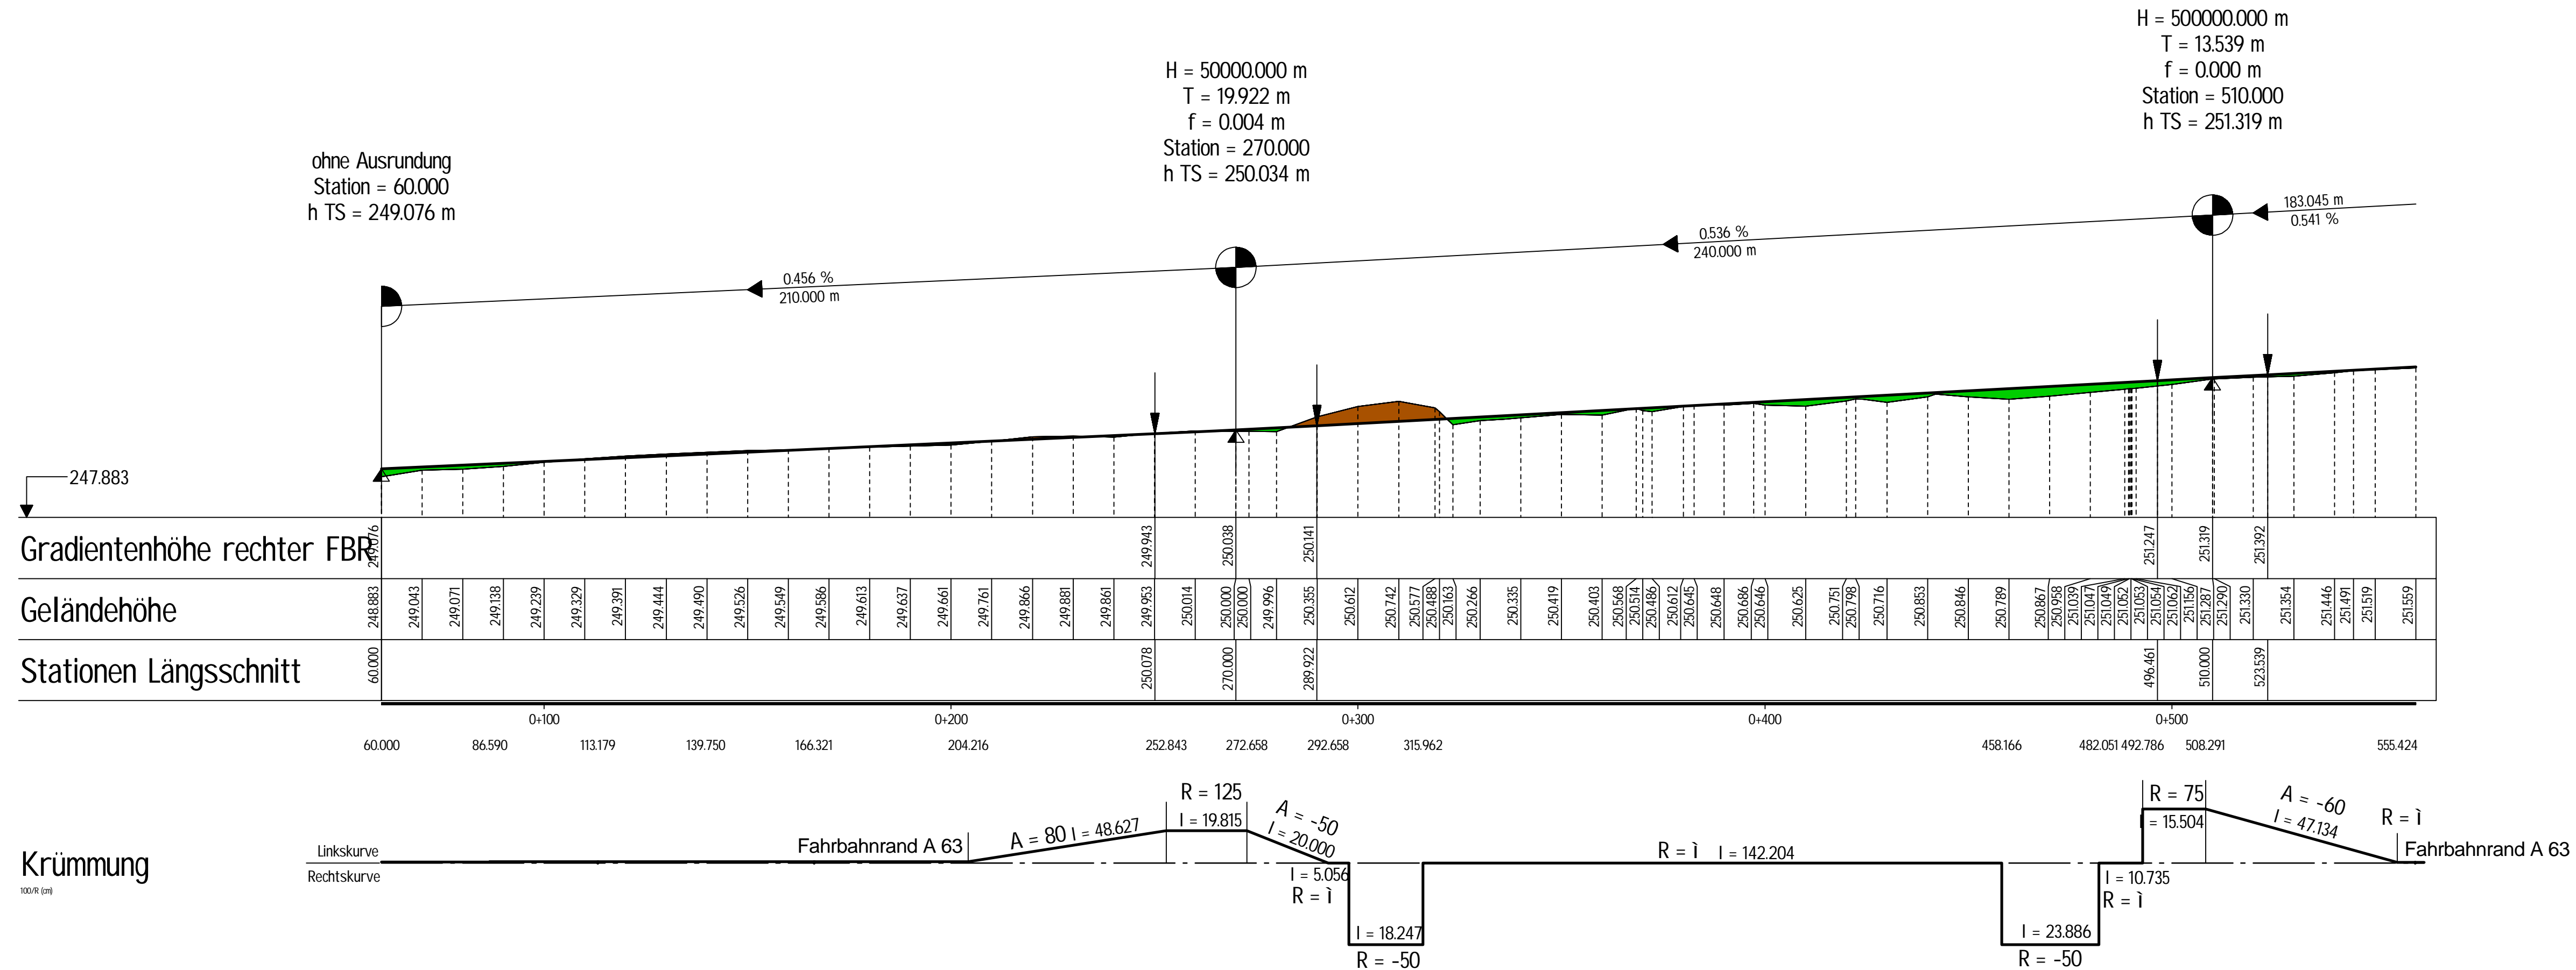 H = 500000.000 m
T = 13.539 m
f = 0.000 m
Station = 510.000
h TS = 251.319 m
H = 50000.000 m
T = 19.922 m
f = 0.004 m
Station = 270.000
h TS = 250.034 m
ohne Ausrundung
Station = 60.000
h TS = 249.076 m
183.045 m
0.541 %
0.536 %
240.000 m
0.456 %
210.000 m
247.883
Gradientenhöhe rechter FBR
249.076 249.943 250.038 250.141 251.247 251.319 251.392
Geländehöhe
248.883 249.043 249.071 249.138 249.239 249.329 249.391 249.444 249.490 249.526 249.549 249.586 249.613 249.637 249.661 249.761 249.866 249.881 249.861 249.953 250.014 250.000 250.000 249.996 250.355 250.612 250.742 250.577 250.488 250.163 250.266 250.335 250.419 250.403 250.568 250.514 250.486 250.612 250.645 250.648 250.686 250.646 250.625 250.751 250.798 250.716 250.853 250.846 250.789 250.867 250.958 251.039 251.047 251.049 251.052 251.053 251.054 251.062 251.156 251.287 251.290 251.330 251.354 251.446 251.491 251.519 251.559
Stationen Längsschnitt
60.000 250.078 270.000 289.922 496.461 510.000 523.539
0+100 0+200 0+300 0+400 0+500
60.000 86.590 113.179 139.750 166.321 204.216 252.843 272.658 292.658 315.962 458.166 482.051 492.786 508.291 555.424
Krümmung
100/R (cm)
Linkskurve
Rechtskurve
Fahrbahnrand A 63
A = 80 l = 48.627
R = 125
l = 19.815
A = -50
l = 20.000
l = 5.056
R = ì
l = 18.247
R = -50
R = ì l = 142.204
l = 23.886
R = -50
l = 10.735
R = ì
R = 75
l = 15.504
A = -60
l = 47.134
R = ì
Fahrbahnrand A 63